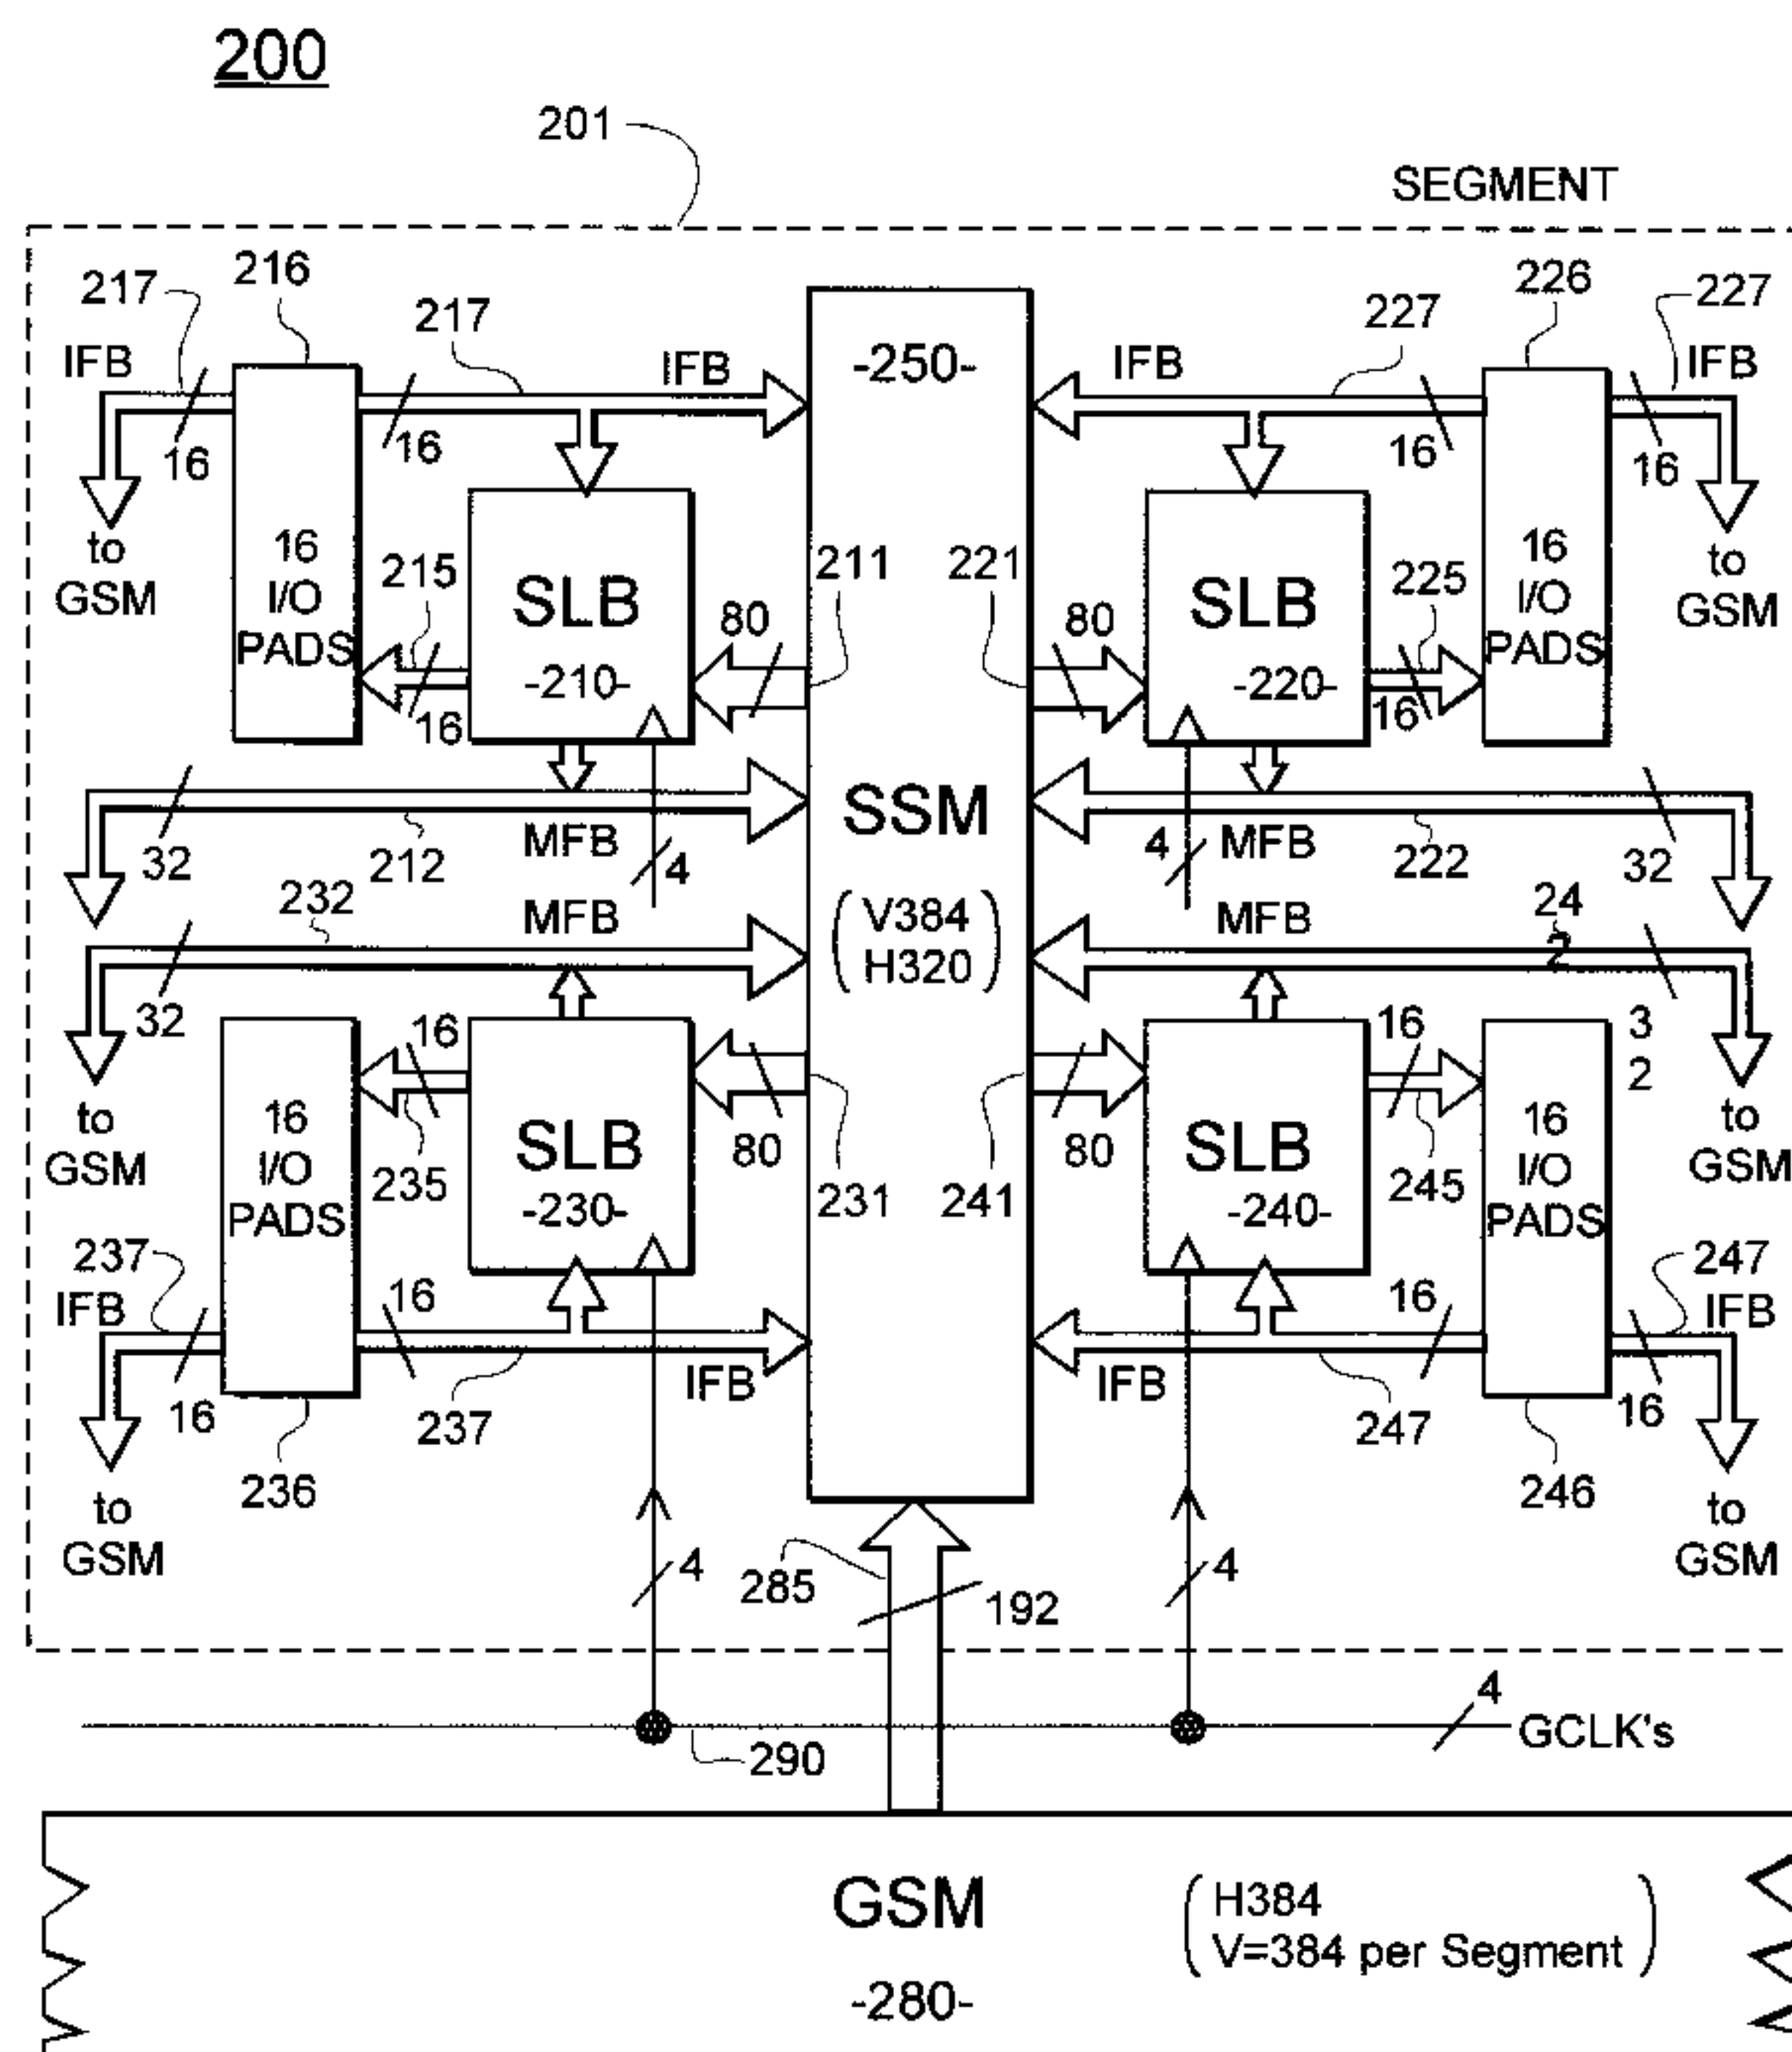 200
201
SEGMENT
217
216
217
227
226
227
IFB
IFB
-250-
IFB
IFB
16
16
16
16
to
GSM
16
I/O
PADS
215
SLB
-210-
16
80
211
221
80
SLB
-220-
225
16
16
I/O
PADS
to
GSM
32
212
MFB
4
SSM
4
MFB
222
32
232
MFB
V384
H320
MFB
24
2
32
16
80
231
241
80
16
3
2
to
GSM
16
I/O
PADS
235
SLB
-230-
SLB
-240-
245
16
I/O
PADS
to
GSM
237
IFB
16
16
247
IFB
16
237
IFB
IFB
247
16
236
246
to
GSM
to
GSM
4
285
192
4
4
GCLK's
290
GSM
-280-
H384
V=384 per Segment